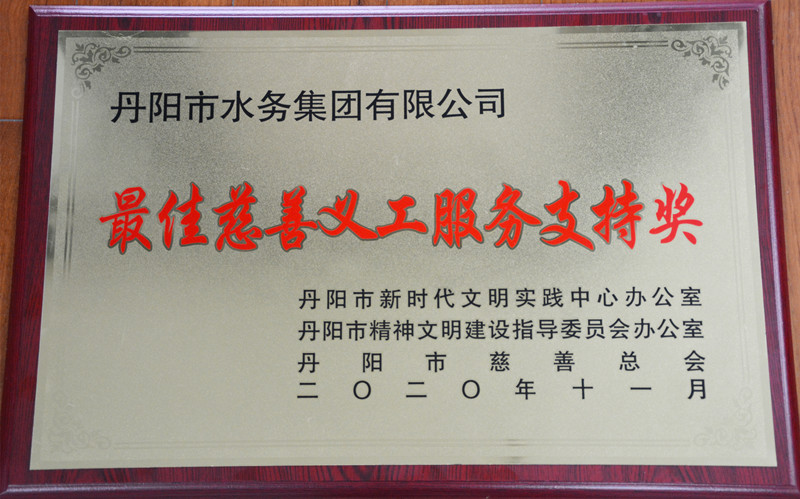 丹阳市水务集团有限公司
最佳慈善义工服务支持奖
丹阳市新时代文明实践中心办公室
丹阳市精神文明建设指导委员会办公室
丹阳市慈善总会
二〇二〇年十一月